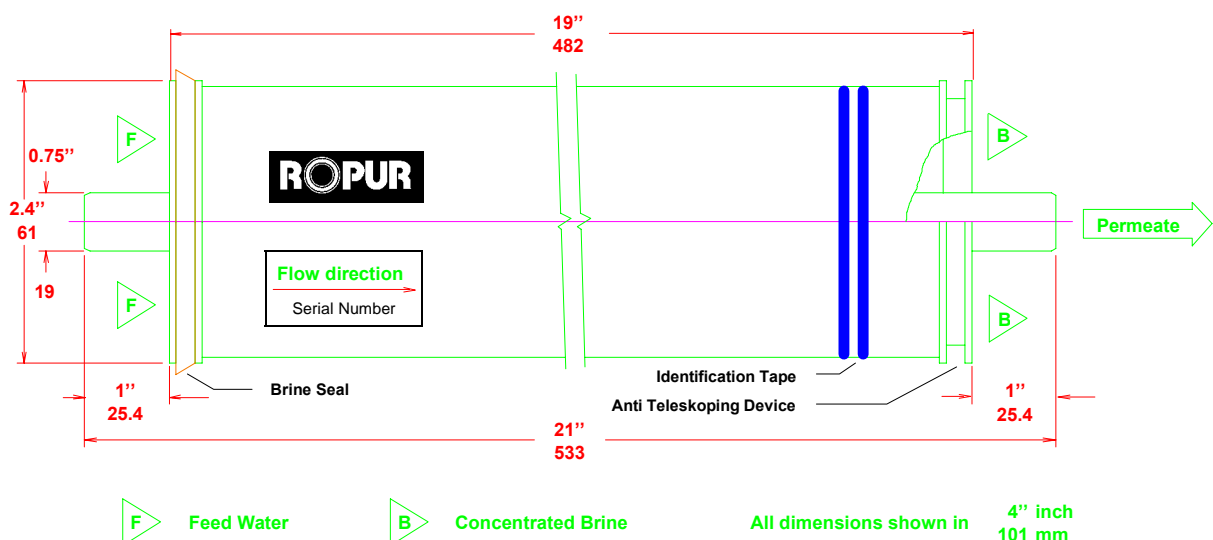 19’’
482
F
B
0.75’’
ROPUR
2.4’’
61
Permeate
Flow direction
Serial Number
19
F
B
Brine Seal
Identification Tape
Anti Teleskoping Device
1’’
25.4
1’’
25.4
21’’
533
F Feed Water
B Concentrated Brine
All dimensions shown in
4’’ inch
101 mm